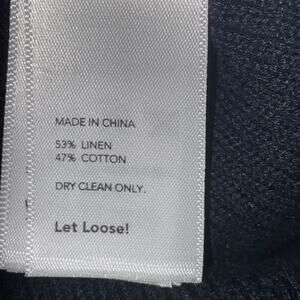 MADE IN CHINA
53% LINEN
47% COTTON
DRY CLEAN ONLY.
Let Loose!